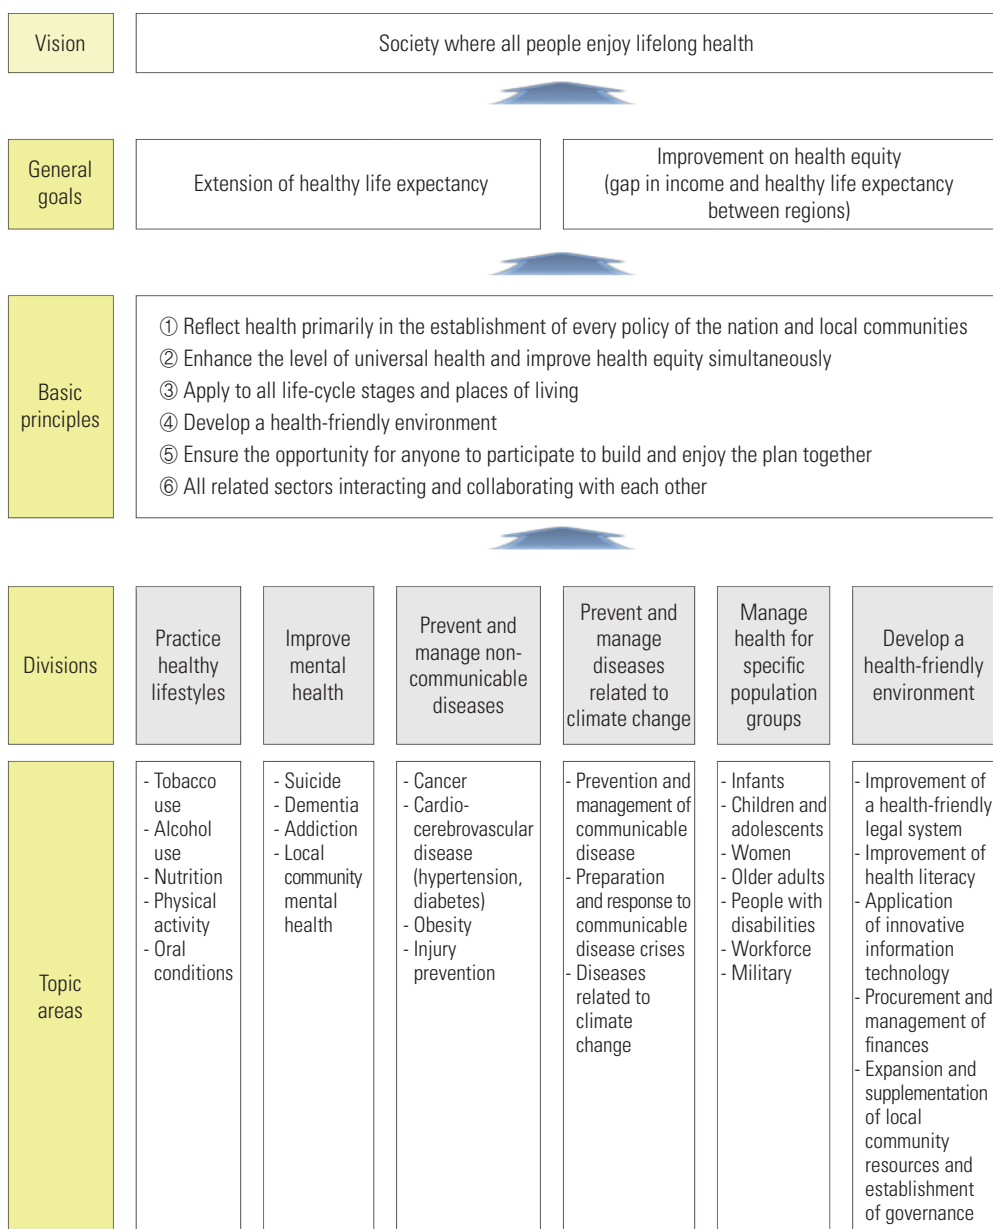 Vision
Society where all people enjoy lifelong health
General
goals
Extension of healthy life expectancy
Improvement on health equity
(gap in income and healthy life expectancy
between regions)
Basic
principles
① Reflect health primarily in the establishment of every policy of the nation and local communities
② Enhance the level of universal health and improve health equity simultaneously
③ Apply to all life-cycle stages and places of living
④ Develop a health-friendly environment
⑤ Ensure the opportunity for anyone to participate to build and enjoy the plan together
⑥ All related sectors interacting and collaborating with each other
Divisions
Practice
healthy
lifestyles
Improve
mental
health
Prevent and
manage non-
communicable
diseases
Prevent and
manage
diseases
related to
climate change
Manage
health for
specific
population
groups
Develop a
health-friendly
environment
Topic
areas
- Tobacco
use
- Alcohol
use
- Nutrition
- Physical
activity
- Oral
conditions
- Suicide
- Dementia
- Addiction
- Local
community
mental
health
- Cancer
- Cardio-
cerebrovascular
disease
(hypertension,
diabetes)
- Obesity
- Injury
prevention
- Prevention and
management of
communicable
disease
- Preparation
and response to
communicable
disease crises
- Diseases
related to
climate
change
- Infants
- Children and
adolescents
- Women
- Older adults
- People with
disabilities
- Workforce
- Military
- Improvement of
a health-friendly
legal system
- Improvement of
health literacy
- Application
of innovative
information
technology
- Procurement and
management of
finances
- Expansion and
supplementation
of local
community
resources and
establishment
of governance